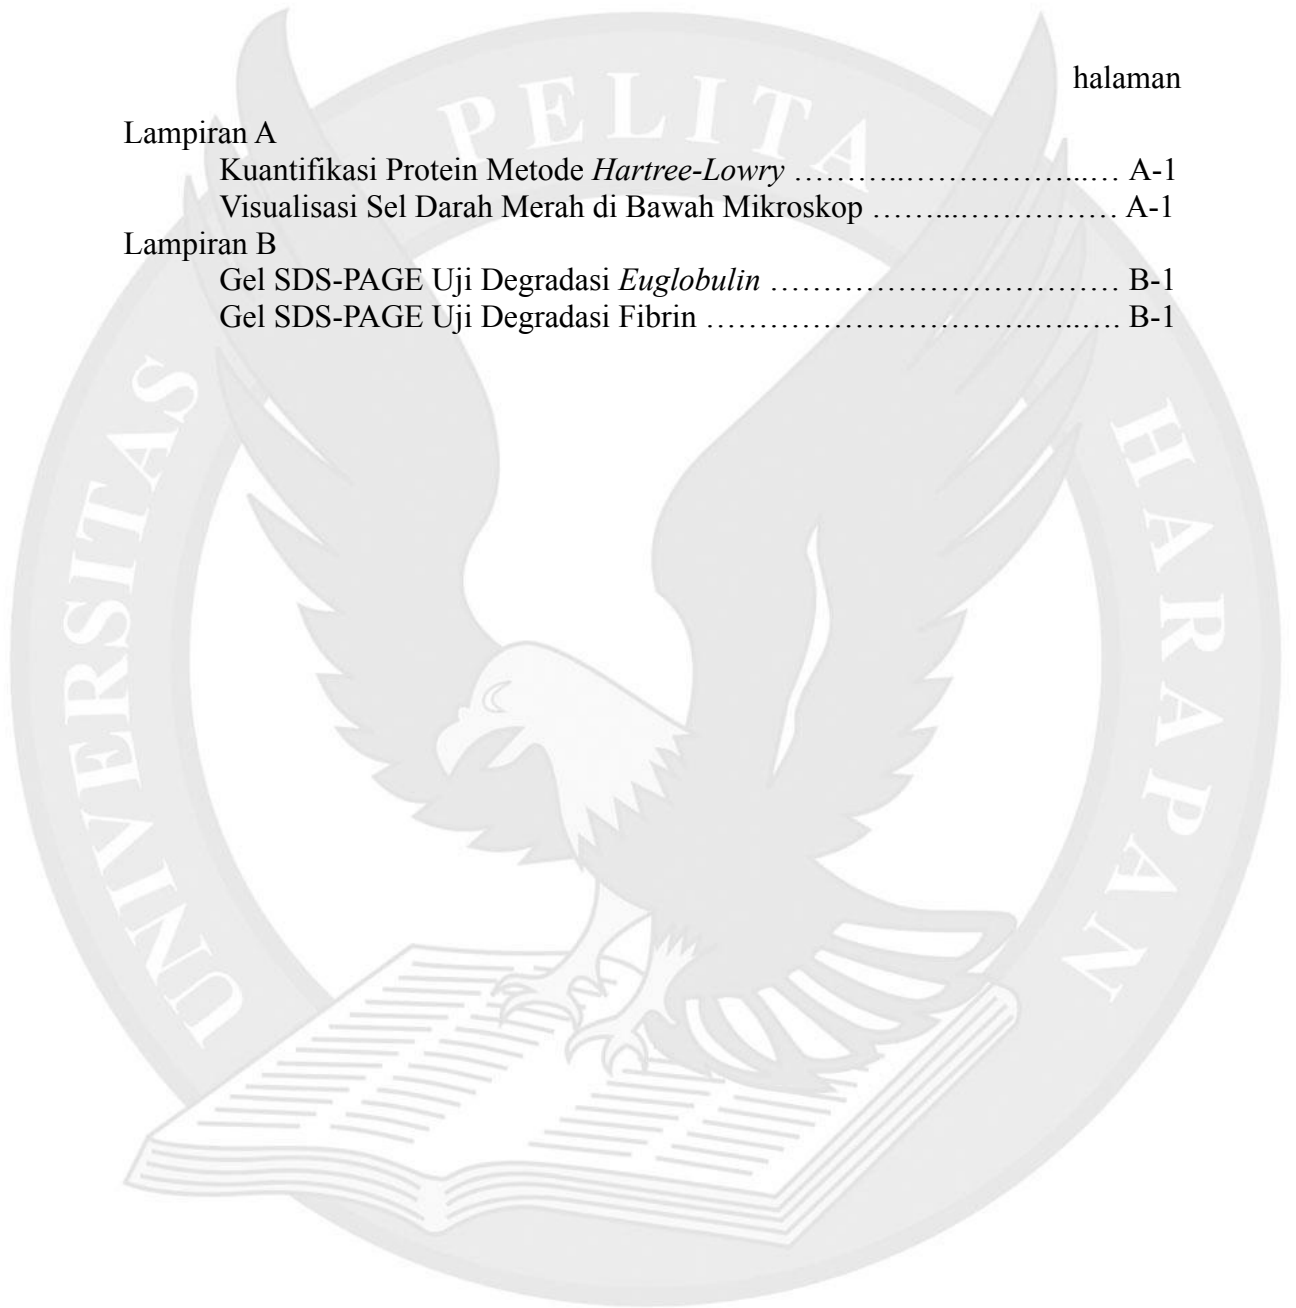 halaman
Lampiran A
Kuantifikasi Protein Metode Hartree-Lowry ………..……………...… A-1
Visualisasi Sel Darah Merah di Bawah Mikroskop ……...…………… A-1
Lampiran B
Gel SDS-PAGE Uji Degradasi Euglobulin …………………………… B-1
Gel SDS-PAGE Uji Degradasi Fibrin ………………………….…..…. B-1
UNIVERSITAS PELITA HARAPAN